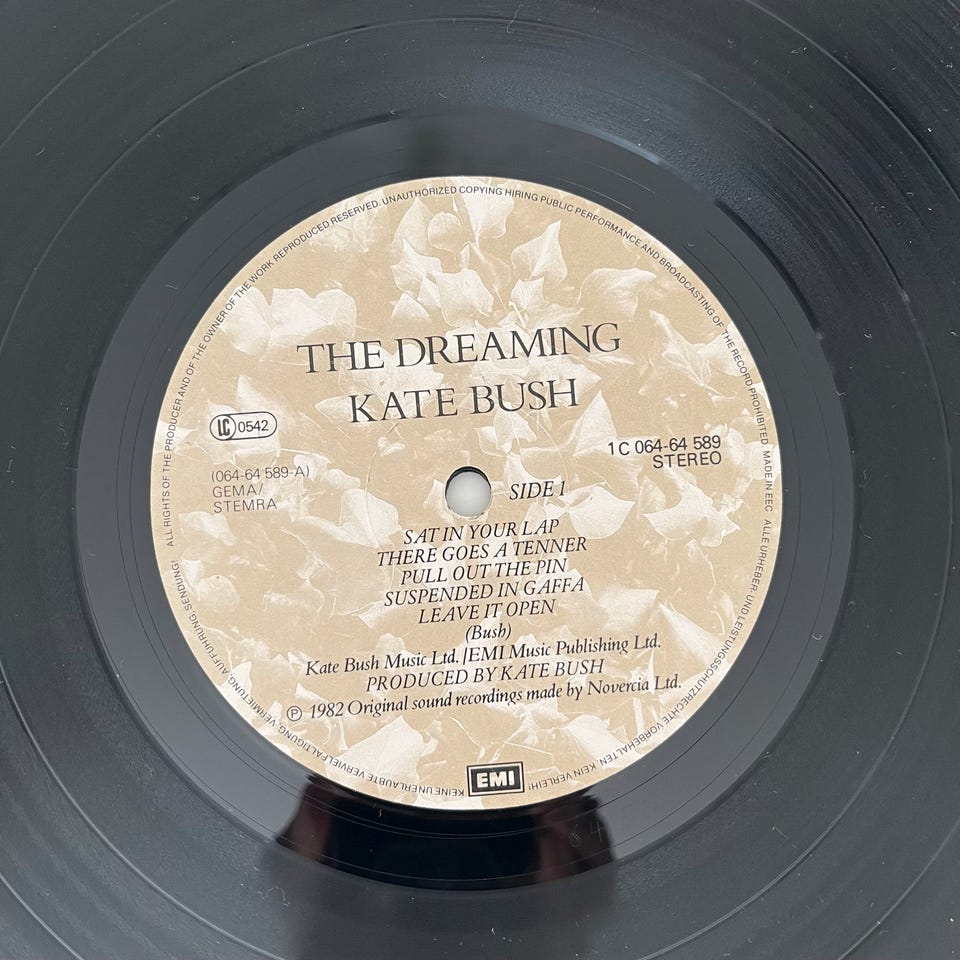 ALL RIGHTS OF THE PRODUCER AND OF THE OWNER OF THE WORK REPRODUCED RESERVED. UNAUTHORIZED COPYING HIRING PUBLIC PERFORMANCE AND BROADCASTING OF THE RECORD PROHIBITED. MADE IN EEC
ALLE URHEBER- UND LEISTUNGSSCHUTZRECHTE VORBEHALTEN. KEIN VERLEIH! KEINE UNERLAUBTE VERVIELFÄLTIGUNG, VERMIETUNG, AUFFÜHRUNG, SENDUNG!
THE DREAMING
KATE BUSH
LC 0542
1 C 064-64 589
STEREO
(064-64 589-A)
GEMA/
STEMRA
SIDE 1
SAT IN YOUR LAP
THERE GOES A TENNER
PULL OUT THE PIN
SUSPENDED IN GAFFA
LEAVE IT OPEN
(Bush)
Kate Bush Music Ltd. / EMI Music Publishing Ltd.
PRODUCED BY KATE BUSH
℗ 1982 Original sound recordings made by Novercia Ltd.
EMI